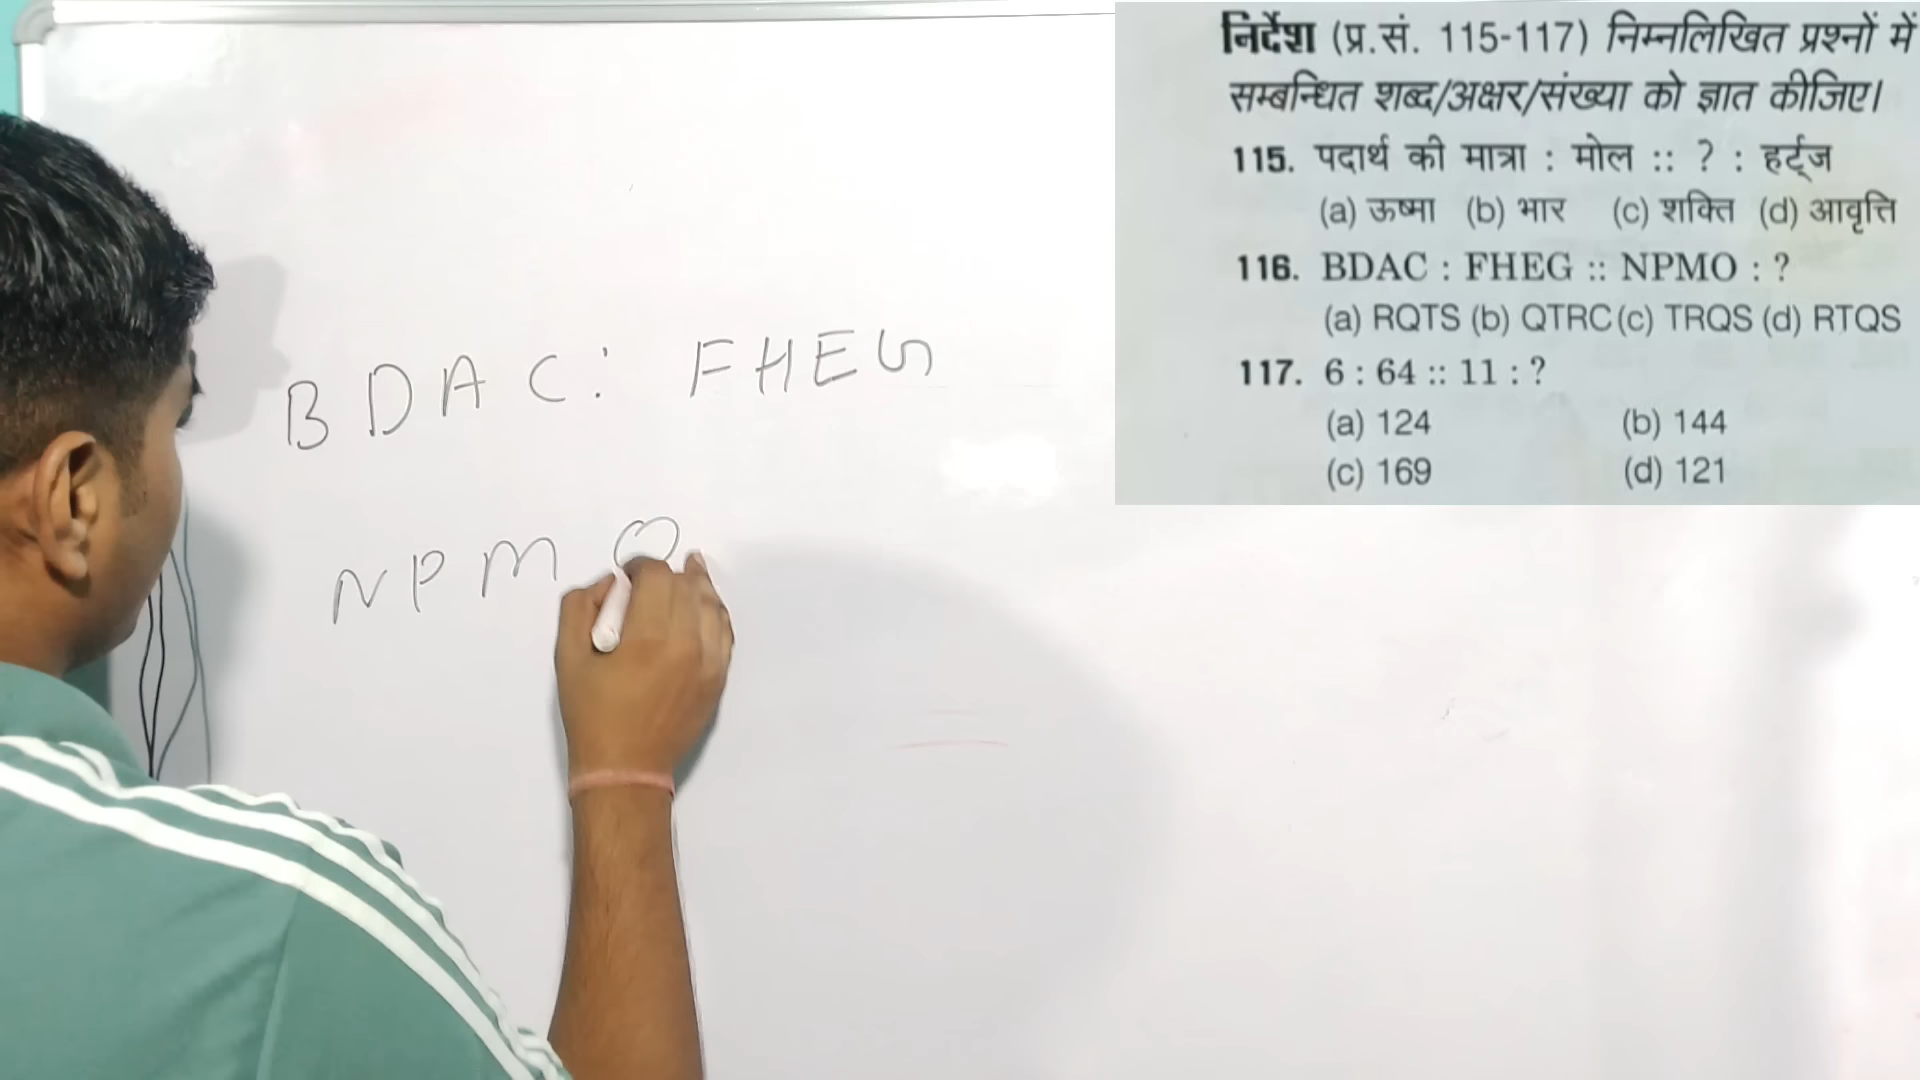 निर्देश (प्र.सं. 115-117) निम्नलिखित प्रश्नों में
सम्बन्धित शब्द/अक्षर/संख्या को ज्ञात कीजिए।
115. पदार्थ की मात्रा : मोल :: ? : हर्ट्ज
(a) ऊष्मा (b) भार (c) शक्ति (d) आवृत्ति
116. BDAC : FHEG :: NPMO : ?
(a) RQTS (b) QTRC (c) TRQS (d) RTQS
117. 6 : 64 :: 11 : ?
(a) 124 (b) 144
(c) 169 (d) 121
BDAC: FHEG
NPMO